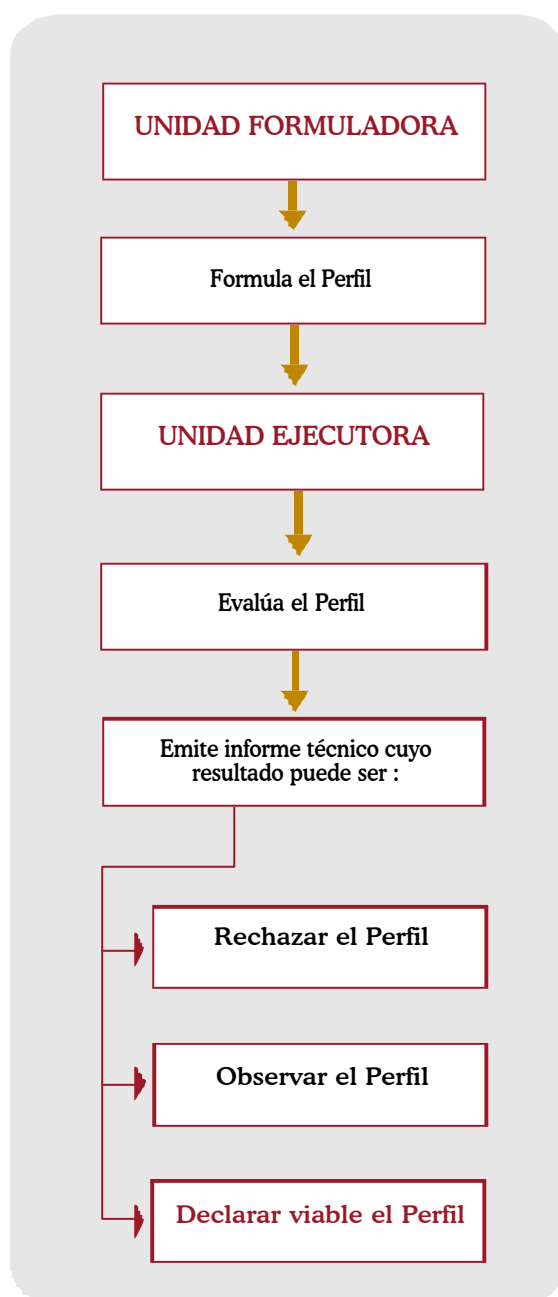 UNIDAD FORMULADORA
Formula el Perfil
UNIDAD EJECUTORA
Evalúa el Perfil
Emite informe técnico cuyo
resultado puede ser :
Rechazar el Perfil
Observar el Perfil
Declarar viable el Perfil